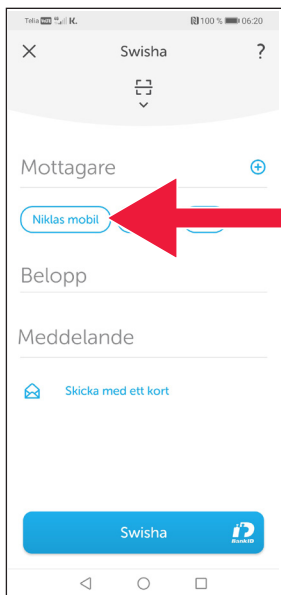 Telia K. 100 % 06:20
Swisha ?
Mottagare
Niklas mobil
Belopp
Meddelande
Skicka med ett kort
Swisha BankID